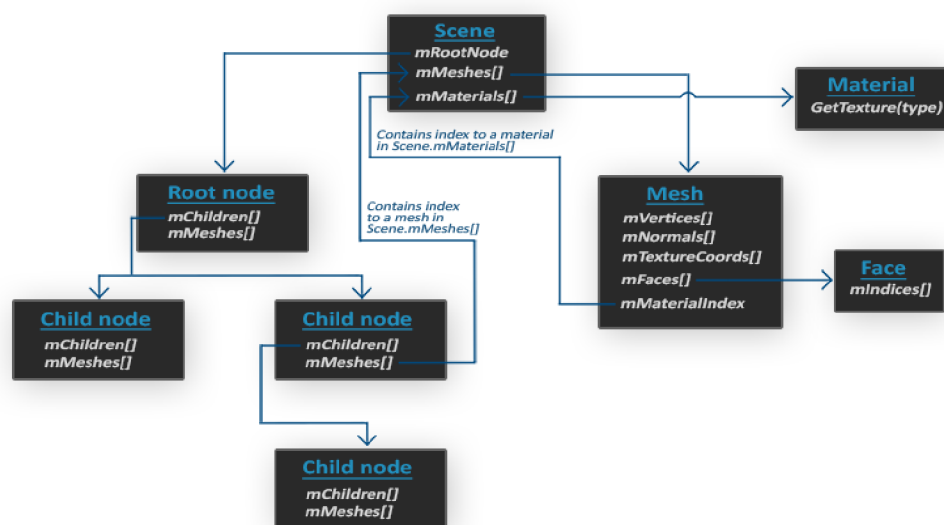 Scene
mRootNode
mMeshes[]
mMaterials[]
Material
GetTexture(type)
Contains index to a material
in Scene.mMaterials[]
Root node
mChildren[]
mMeshes[]
Contains index
to a mesh in
Scene.mMeshes[]
Mesh
mVertices[]
mNormals[]
mTextureCoords[]
mFaces[]
mMaterialIndex
Face
mIndices[]
Child node
mChildren[]
mMeshes[]
Child node
mChildren[]
mMeshes[]
Child node
mChildren[]
mMeshes[]